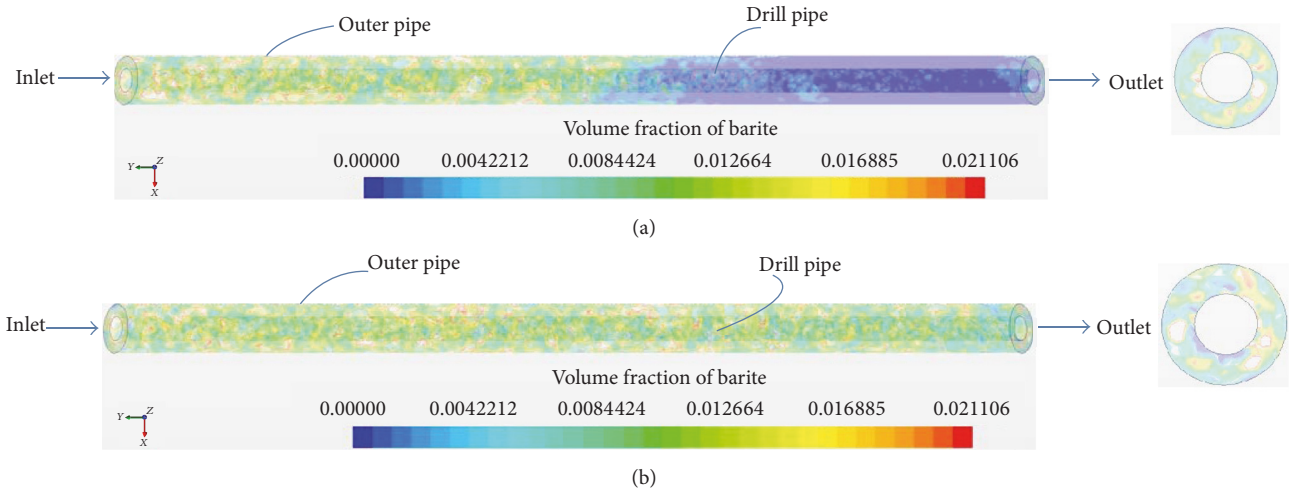 Outer pipe
Drill pipe
Inlet
Outlet
Volume fraction of barite
Y Z
X
0.00000 0.0042212 0.0084424 0.012664 0.016885 0.021106
(a)
Outer pipe
Drill pipe
Inlet
Outlet
Volume fraction of barite
0.00000 0.0042212 0.0084424 0.012664 0.016885 0.021106
Y Z
X
(b)